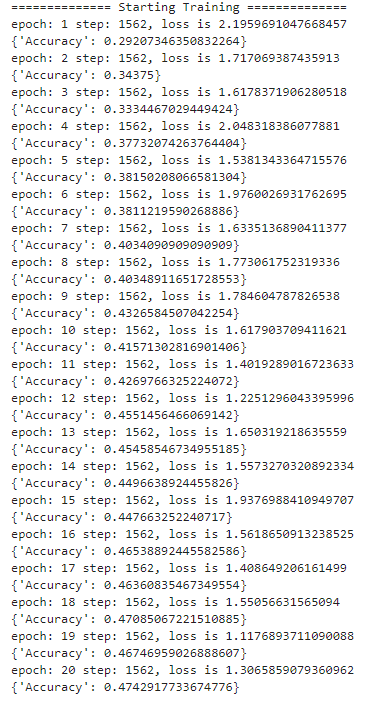 ============== Starting Training ==============
epoch: 1 step: 1562, loss is 2.1959691047668457
{'Accuracy': 0.29207346350832264}
epoch: 2 step: 1562, loss is 1.717069387435913
{'Accuracy': 0.34375}
epoch: 3 step: 1562, loss is 1.6178371906280518
{'Accuracy': 0.3334467029449424}
epoch: 4 step: 1562, loss is 2.048318386077881
{'Accuracy': 0.37732074263764404}
epoch: 5 step: 1562, loss is 1.5381343364715576
{'Accuracy': 0.38150208066581304}
epoch: 6 step: 1562, loss is 1.9760026931762695
{'Accuracy': 0.3811219590268886}
epoch: 7 step: 1562, loss is 1.6335136890411377
{'Accuracy': 0.4034090909090909}
epoch: 8 step: 1562, loss is 1.773061752319336
{'Accuracy': 0.40348911651728553}
epoch: 9 step: 1562, loss is 1.784604787826538
{'Accuracy': 0.4326584507042254}
epoch: 10 step: 1562, loss is 1.617903709411621
{'Accuracy': 0.41571302816901406}
epoch: 11 step: 1562, loss is 1.4019289016723633
{'Accuracy': 0.4269766325224072}
epoch: 12 step: 1562, loss is 1.2251296043395996
{'Accuracy': 0.4551456466069142}
epoch: 13 step: 1562, loss is 1.650319218635559
{'Accuracy': 0.45458546734955185}
epoch: 14 step: 1562, loss is 1.5573270320892334
{'Accuracy': 0.4496638924455826}
epoch: 15 step: 1562, loss is 1.9376988410949707
{'Accuracy': 0.447663252240717}
epoch: 16 step: 1562, loss is 1.5618650913238525
{'Accuracy': 0.46538892445582586}
epoch: 17 step: 1562, loss is 1.408649206161499
{'Accuracy': 0.46360835467349554}
epoch: 18 step: 1562, loss is 1.55056631565094
{'Accuracy': 0.47085067221510885}
epoch: 19 step: 1562, loss is 1.1176893711090088
{'Accuracy': 0.46746959026888607}
epoch: 20 step: 1562, loss is 1.3065859079360962
{'Accuracy': 0.4742917733674776}